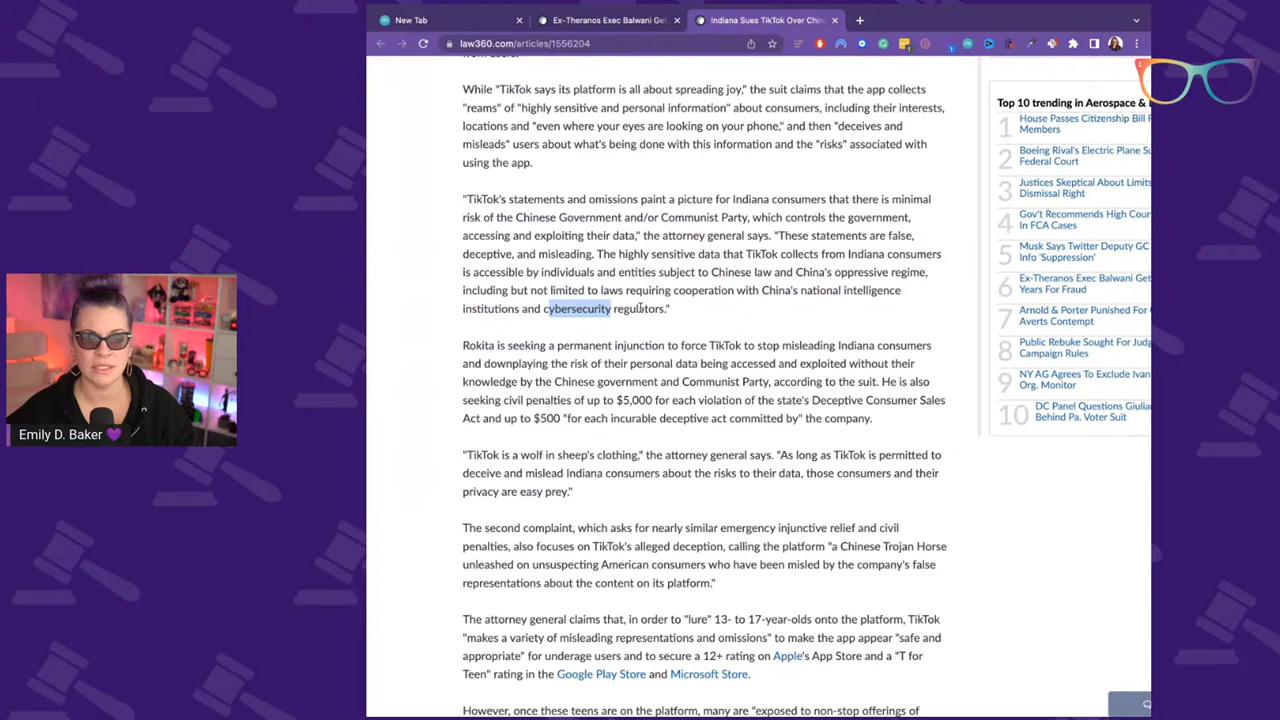 New Tab
Ex-Theranos Exec Balwani Get
Indiana Sues TikTok Over Chin
law360.com/articles/1556204
While "TikTok says its platform is all about spreading joy," the suit claims that the app collects
"reams" of "highly sensitive and personal information" about consumers, including their interests,
locations and "even where your eyes are looking on your phone," and then "deceives and
misleads" users about what's being done with this information and the "risks" associated with
using the app.
"TikTok's statements and omissions paint a picture for Indiana consumers that there is minimal
risk of the Chinese Government and/or Communist Party, which controls the government,
accessing and exploiting their data," the attorney general says. "These statements are false,
deceptive, and misleading. The highly sensitive data that TikTok collects from Indiana consumers
is accessible by individuals and entities subject to Chinese law and China's oppressive regime,
including but not limited to laws requiring cooperation with China's national intelligence
institutions and cybersecurity regulators."
Rokita is seeking a permanent injunction to force TikTok to stop misleading Indiana consumers
and downplaying the risk of their personal data being accessed and exploited without their
knowledge by the Chinese government and Communist Party, according to the suit. He is also
seeking civil penalties of up to $5,000 for each violation of the state's Deceptive Consumer Sales
Act and up to $500 "for each incurable deceptive act committed by" the company.
"TikTok is a wolf in sheep's clothing," the attorney general says. "As long as TikTok is permitted to
deceive and mislead Indiana consumers about the risks to their data, those consumers and their
privacy are easy prey."
The second complaint, which asks for nearly similar emergency injunctive relief and civil
penalties, also focuses on TikTok's alleged deception, calling the platform "a Chinese Trojan Horse
unleashed on unsuspecting American consumers who have been misled by the company's false
representations about the content on its platform."
The attorney general claims that, in order to "lure" 13- to 17-year-olds onto the platform, TikTok
"makes a variety of misleading representations and omissions" to make the app appear "safe and
appropriate" for underage users and to secure a 12+ rating on Apple's App Store and a "T for
Teen" rating in the Google Play Store and Microsoft Store.
However, once these teens are on the platform, many are "exposed to non-stop offerings of
Top 10 trending in Aerospace &
1 House Passes Citizenship Bill F
Members
2 Boeing Rival's Electric Plane Su
Federal Court
3 Justices Skeptical About Limits
Dismissal Right
4 Gov't Recommends High Cour
In FCA Cases
5 Musk Says Twitter Deputy GC
Info 'Suppression'
6 Ex-Theranos Exec Balwani Get
Years For Fraud
7 Arnold & Porter Punished For
Averts Contempt
8 Public Rebuke Sought For Judg
Campaign Rules
9 NY AG Agrees To Exclude Ivan
Org. Monitor
10 DC Panel Questions Giulia
Behind Pa. Voter Suit
Emily D. Baker 💜